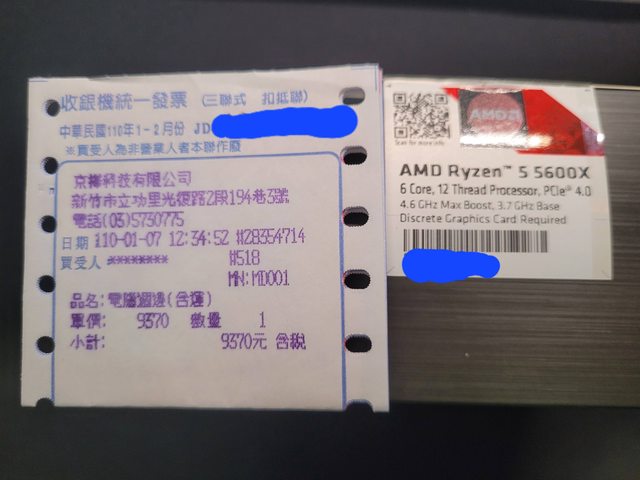 收銀機統一發票 (三聯式 扣抵聯)
中華民國110年1-2月份 JD
※買受人為非營業人者本聯作廢
科技有限公司
新竹市立功里光復路2段194巷3號
電話(03)5730775
日期 110-01-07 12:34:52 #28354714
買受人 ******** #518
MN:MD001
品名:電腦週邊(含運)
單價: 9370 數量 1
小計: 9370元 含稅
AMD
Scan for more info
AMD Ryzen™ 5 5600X
6 Core, 12 Thread Processor, PCIe® 4.0
4.6 GHz Max Boost, 3.7 GHz Base
Discrete Graphics Card Required